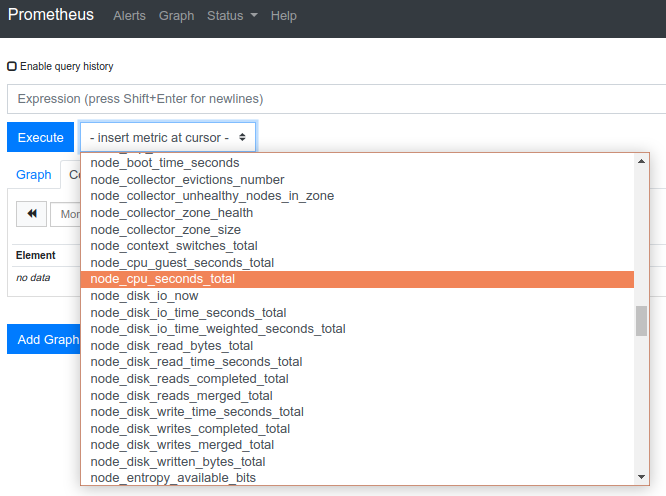 Prometheus Alerts Graph Status Help
Enable query history
Expression (press Shift+Enter for newlines)
Execute - insert metric at cursor -
node_boot_time_seconds
node_collector_evictions_number
node_collector_unhealthy_nodes_in_zone
node_collector_zone_health
node_collector_zone_size
node_context_switches_total
node_cpu_guest_seconds_total
node_cpu_seconds_total
node_disk_io_now
node_disk_io_time_seconds_total
node_disk_io_time_weighted_seconds_total
node_disk_read_bytes_total
node_disk_read_time_seconds_total
node_disk_reads_completed_total
node_disk_reads_merged_total
node_disk_write_time_seconds_total
node_disk_writes_completed_total
node_disk_writes_merged_total
node_disk_written_bytes_total
node_entropy_available_bits
Graph Co
Mor
Element
no data
Add Graph